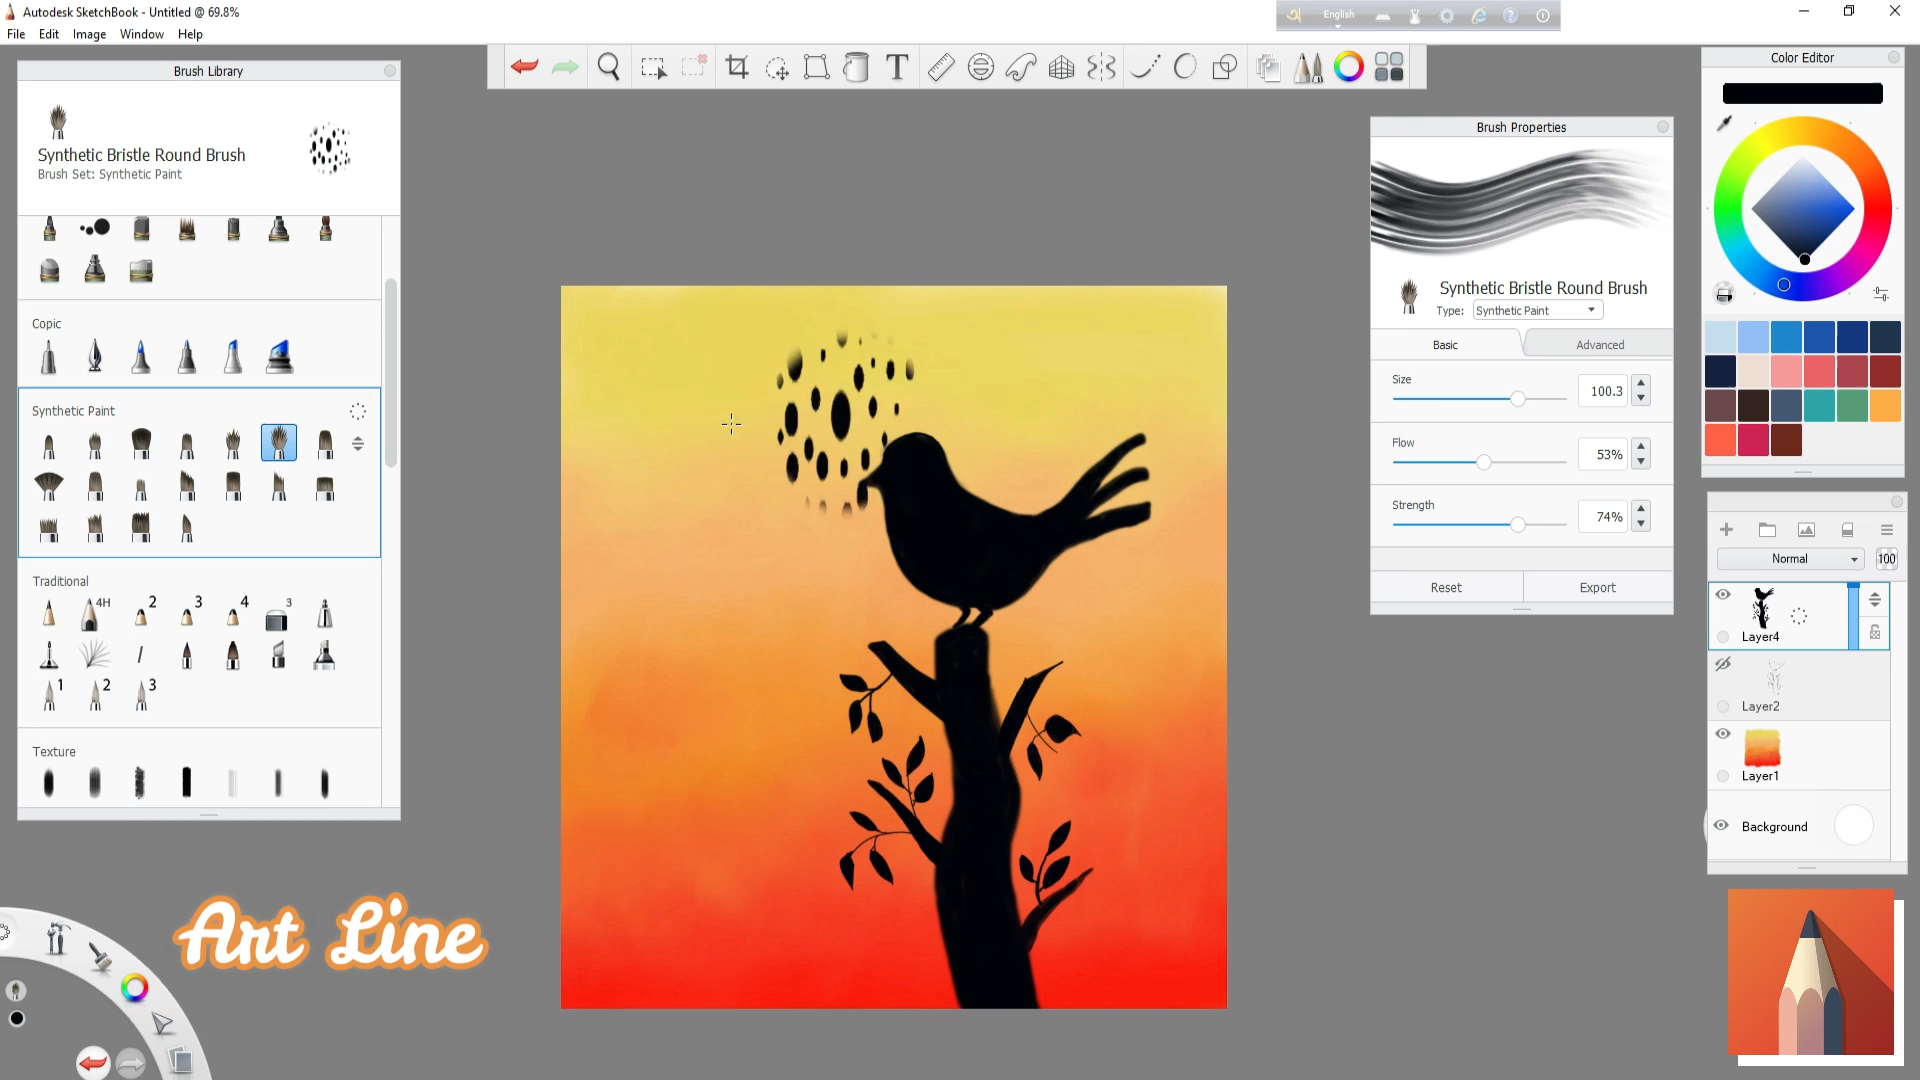 Autodesk SketchBook - Untitled @ 69.8%
File Edit Image Window Help
English
Brush Library
Synthetic Bristle Round Brush
Brush Set: Synthetic Paint
Copic
Synthetic Paint
Traditional
4H 2 3 4 3
1 2 3
Texture
T
Brush Properties
Synthetic Bristle Round Brush
Type: Synthetic Paint
Basic Advanced
Size 100.3
Flow 53%
Strength 74%
Reset Export
Color Editor
Normal 100
Layer4
Layer2
Layer1
Background
Art Line